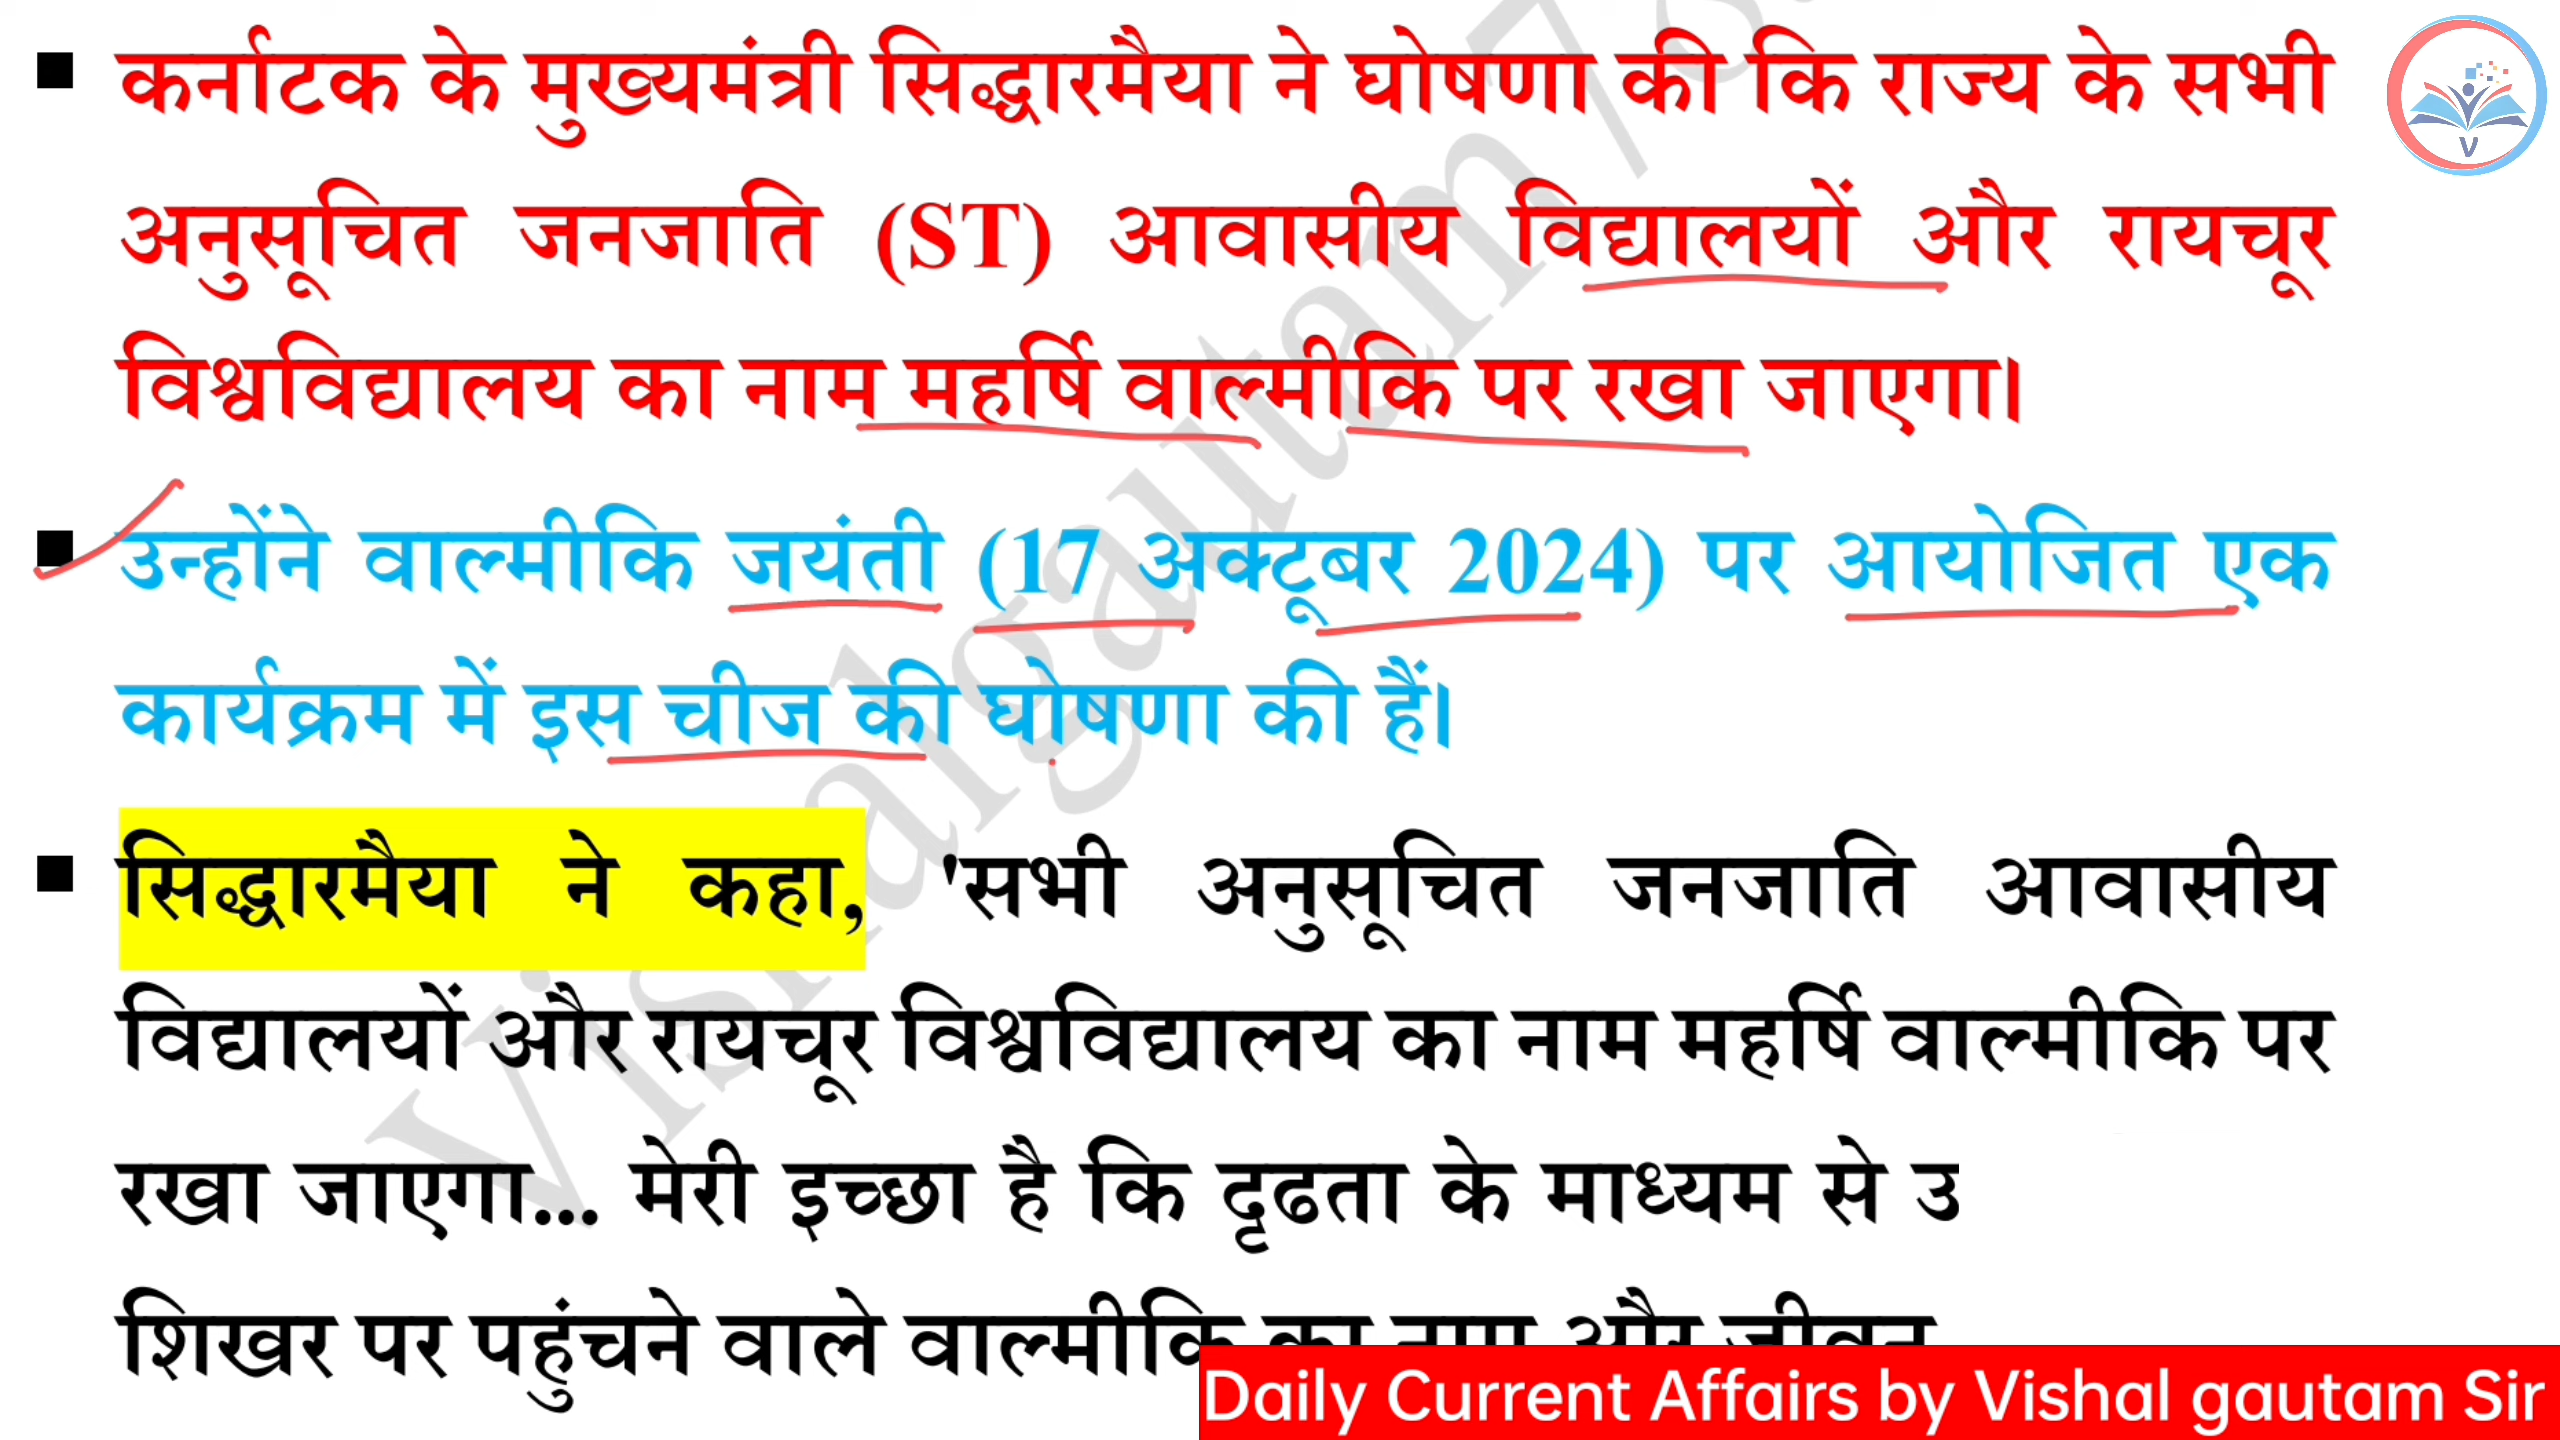 कर्नाटक के मुख्यमंत्री सिद्धारमैया ने घोषणा की कि राज्य के सभी
अनुसूचित जनजाति (ST) आवासीय विद्यालयों और रायचूर
विश्वविद्यालय का नाम महर्षि वाल्मीकि पर रखा जाएगा।
उन्होंने वाल्मीकि जयंती (17 अक्टूबर 2024) पर आयोजित एक
कार्यक्रम में इस चीज की घोषणा की हैं।
सिद्धारमैया ने कहा, 'सभी अनुसूचित जनजाति आवासीय
विद्यालयों और रायचूर विश्वविद्यालय का नाम महर्षि वाल्मीकि पर
रखा जाएगा... मेरी इच्छा है कि दृढता के माध्यम से उ
शिखर पर पहुंचने वाले वाल्मीकि का नाम और जीवन
Daily Current Affairs by Vishal gautam Sir
V
Vishalgautam78